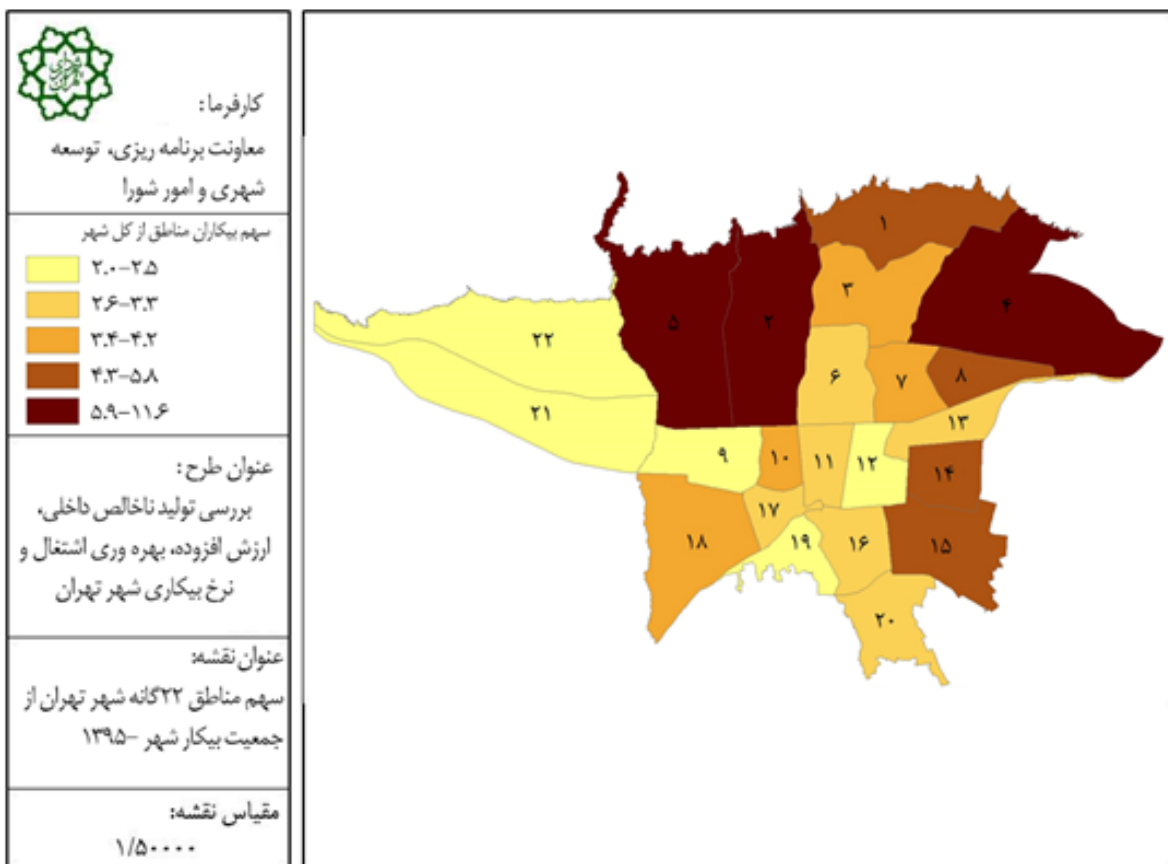 شهرداری
تهران
کارفرما:
معاونت برنامه ریزی، توسعه
شهری و امور شورا
سهم بیکاران مناطق از کل شهر
۲.۰-۲.۵
۲.۶-۳.۳
۳.۴-۴.۲
۴.۳-۵.۸
۵.۹-۱۱.۶
عنوان طرح:
بررسی تولید ناخالص داخلی،
ارزش افزوده، بهره وری اشتغال و
نرخ بیکاری شهر تهران
عنوان نقشه:
سهم مناطق ۲۲گانه شهر تهران از
جمعیت بیکار شهر -۱۳۹۵
مقیاس نقشه:
۱/۵۰۰۰۰
۱
۳
۴
۵
۲
۲۲
۶
۷
۸
۲۱
۱۳
۹
۱۰
۱۱
۱۲
۱۴
۱۷
۱۸
۱۹
۱۶
۱۵
۲۰